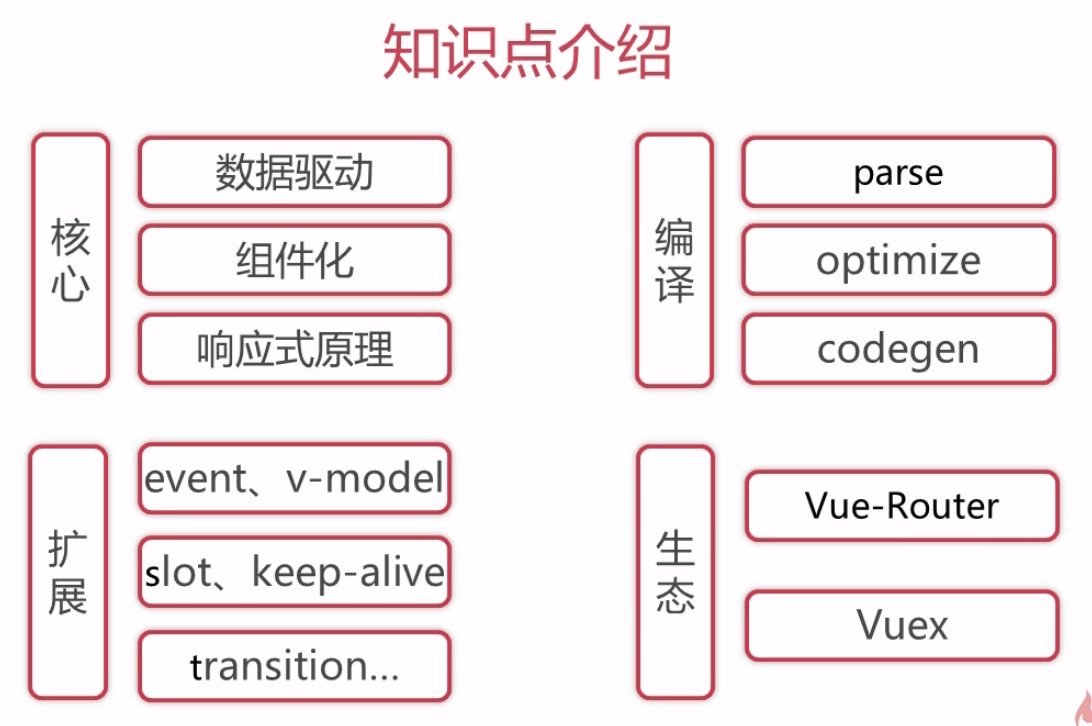 知识点介绍
核心
数据驱动
组件化
响应式原理
编译
parse
optimize
codegen
扩展
event、v-model
slot、keep-alive
transition...
生态
Vue-Router
Vuex